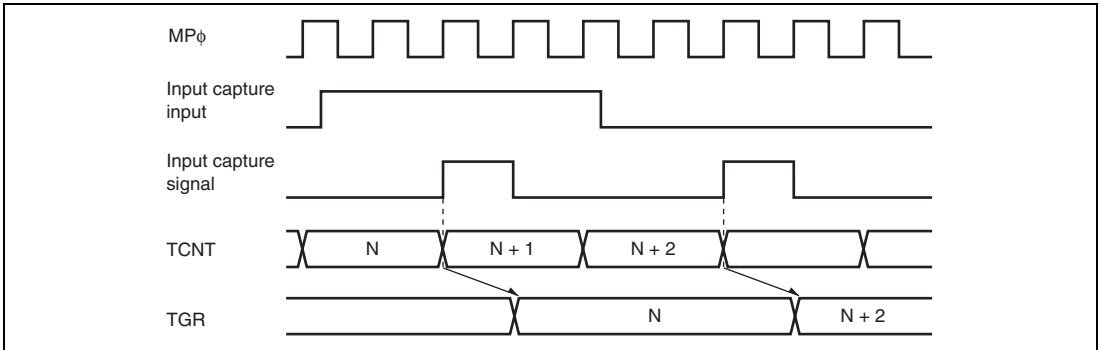 MPϕ
Input capture
input
Input capture
signal
TCNT
N
N + 1
N + 2
TGR
N
N + 2